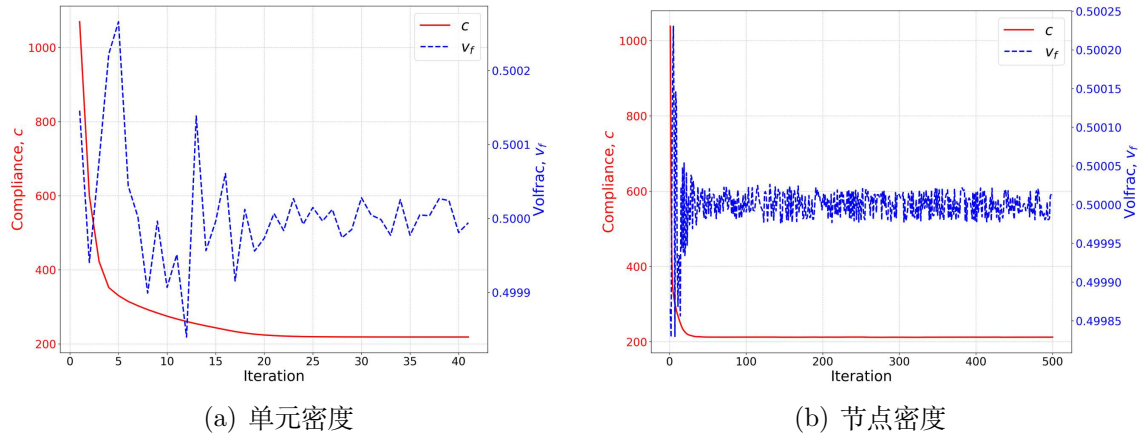 c
v_f
1000
800
600
400
200
Compliance, c
0.5002
0.5001
0.5000
0.4999
Volfrac, v_f
0 5 10 15 20 25 30 35 40
Iteration
(a) 单元密度
c
v_f
1000
800
600
400
200
Compliance, c
0.50025
0.50020
0.50015
0.50010
0.50005
0.50000
0.49995
0.49990
0.49985
Volfrac, v_f
0 100 200 300 400 500
Iteration
(b) 节点密度